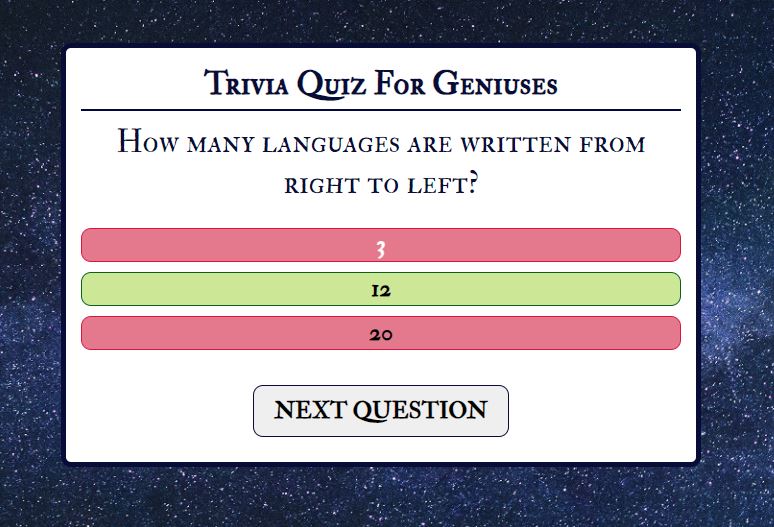 Trivia Quiz For Geniuses
How many languages are written from
right to left?
3
12
20
NEXT QUESTION